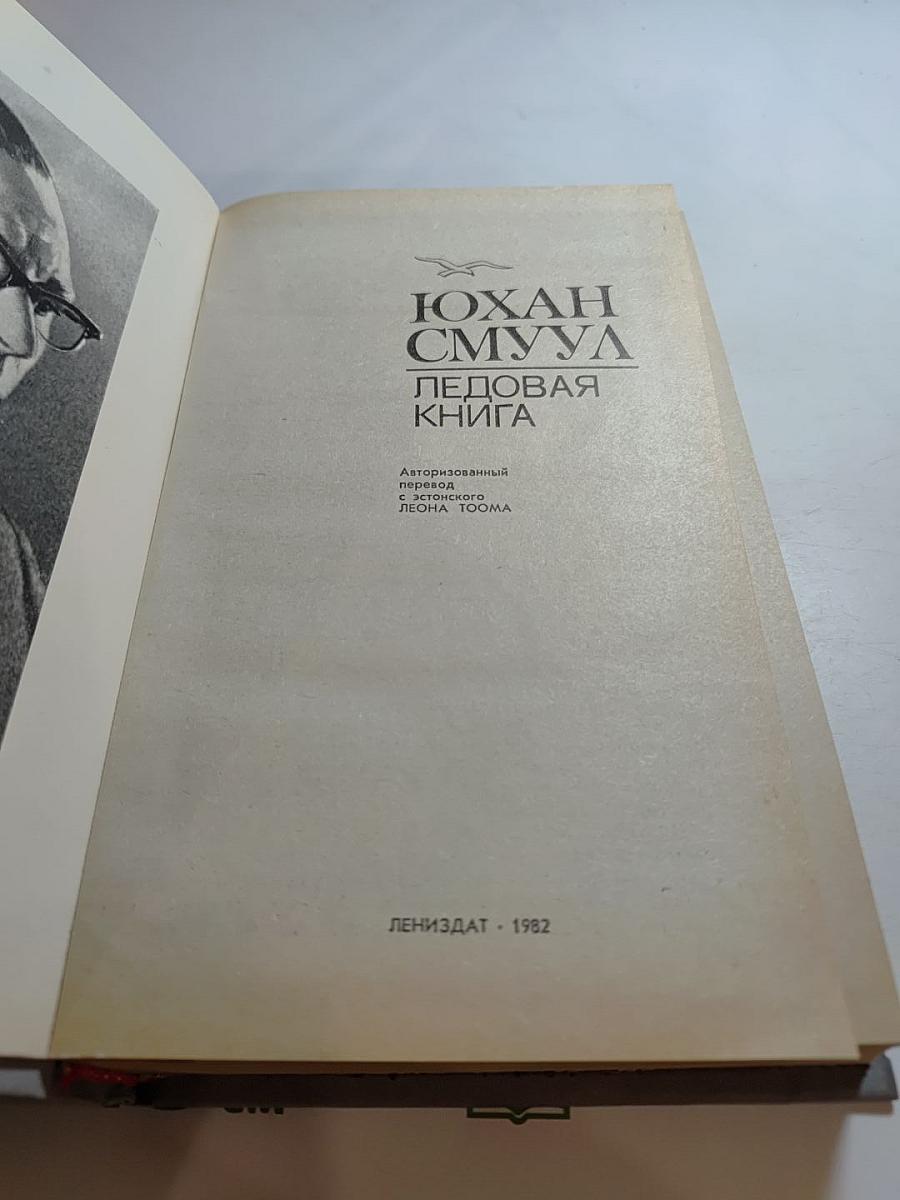 ЮХАН
СМУУЛ
ЛЕДОВАЯ
КНИГА
Авторизованный
перевод
с эстонского
ЛЕОНА ТООМА
ЛЕНИЗДАТ • 1982